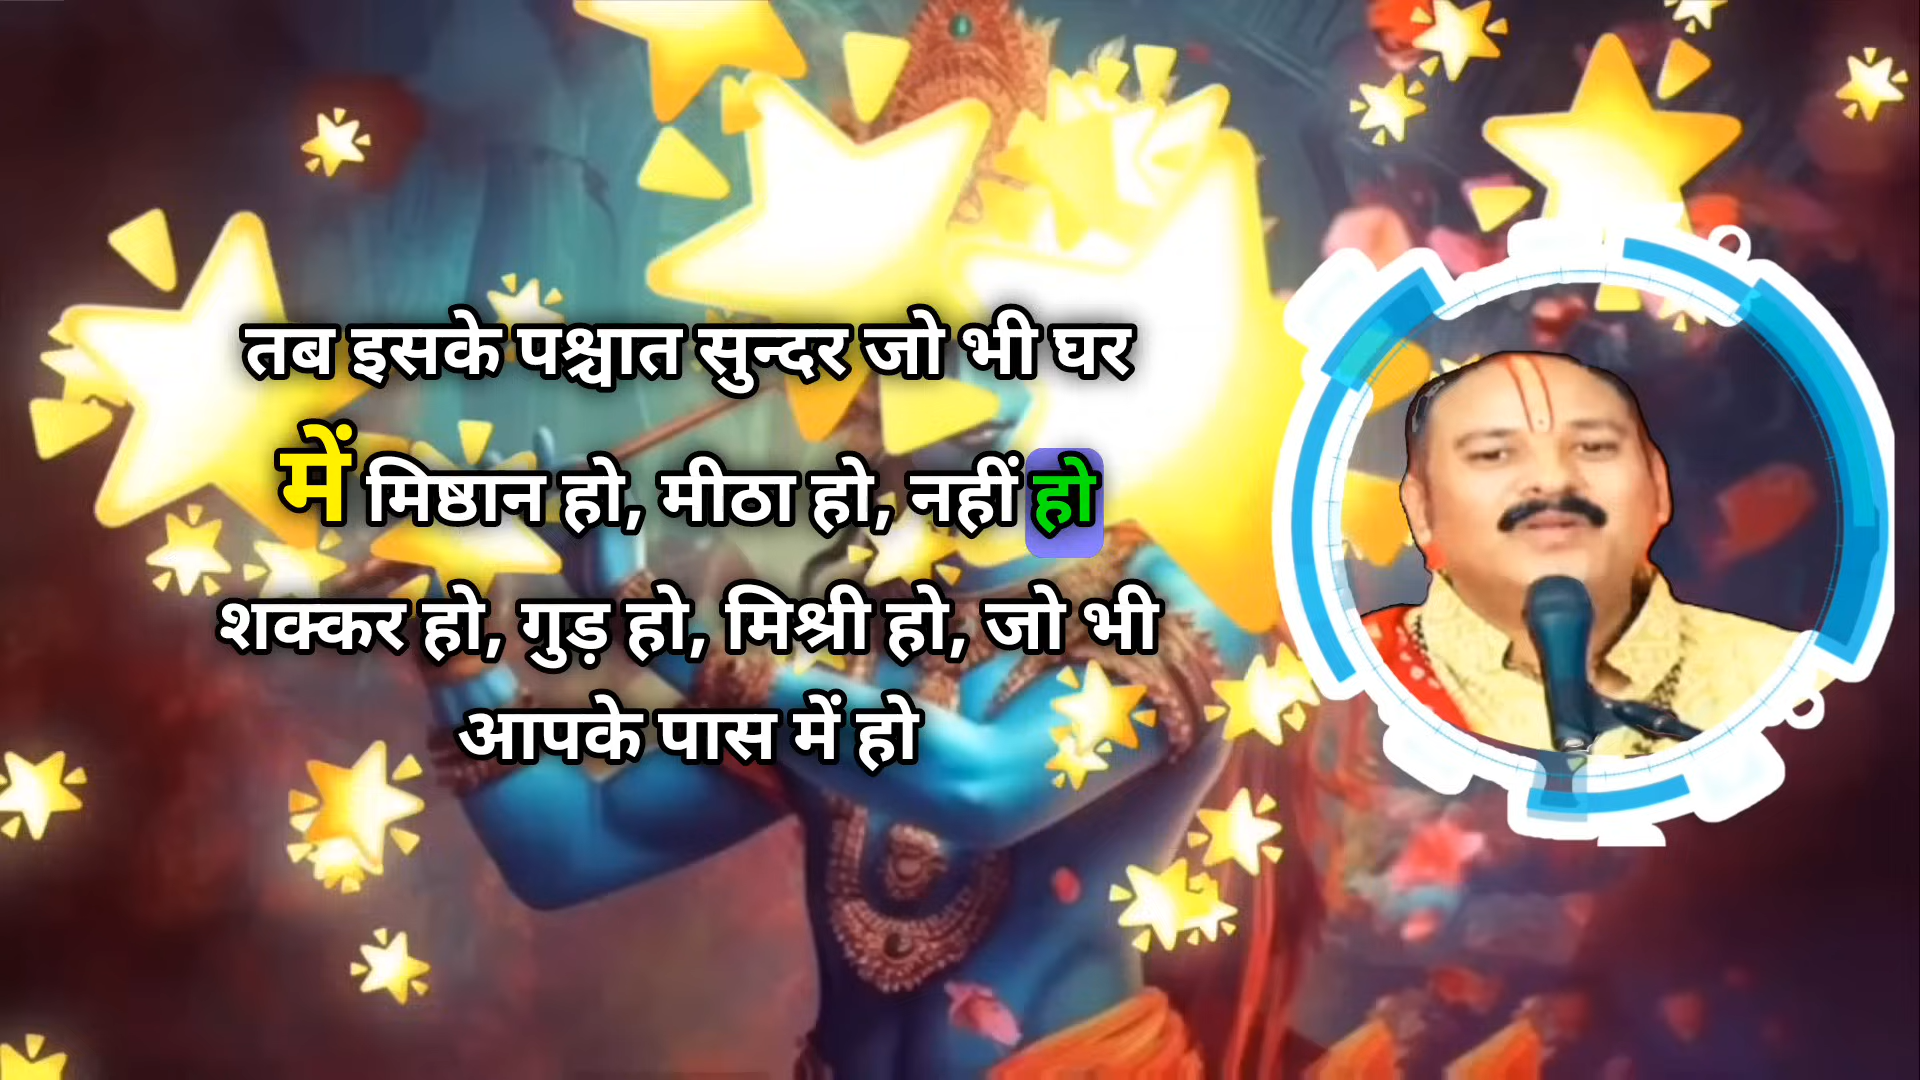 तब इसके पश्चात सुन्दर जो भी घर
में मिष्ठान हो, मीठा हो, नहीं हो
शक्कर हो, गुड़ हो, मिश्री हो, जो भी
आपके पास में हो